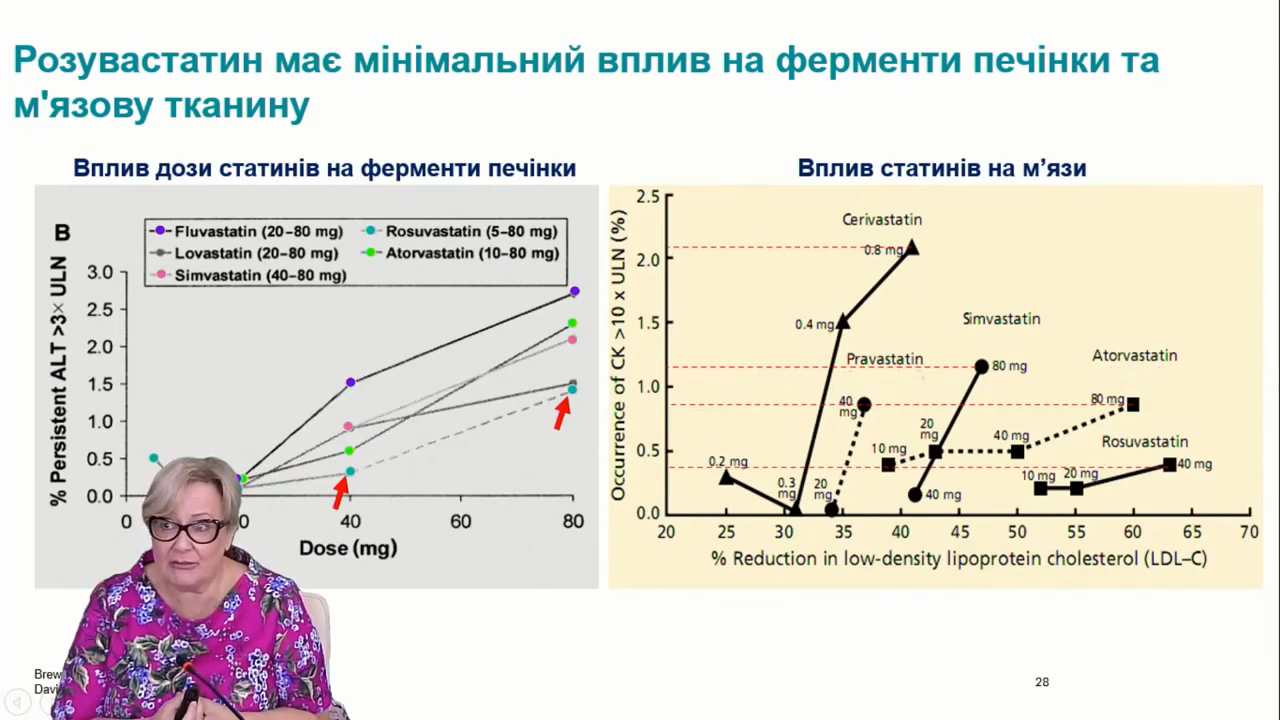 Розувастатин має мінімальний вплив на ферменти печінки та
м'язову тканину
Вплив дози статинів на ферменти печінки
B
Fluvastatin (20–80 mg)
Rosuvastatin (5–80 mg)
Lovastatin (20–80 mg)
Atorvastatin (10–80 mg)
Simvastatin (40–80 mg)
% Persistent ALT >3× ULN
3.0
2.5
2.0
1.5
1.0
0.5
0.0
0
40
60
80
Dose (mg)
Вплив статинів на м’язи
Occurrence of CK >10 x ULN (%)
2.5
2.0
1.5
1.0
0.5
0.0
Cerivastatin
0.8 mg
0.4 mg
0.2 mg
0.3
mg
Pravastatin
40
mg
20
mg
Simvastatin
80 mg
40 mg
Atorvastatin
10 mg
20
mg
40 mg
80 mg
Rosuvastatin
10 mg
20 mg
40 mg
20
25
30
35
40
45
50
55
60
65
70
% Reduction in low-density lipoprotein cholesterol (LDL–C)
28